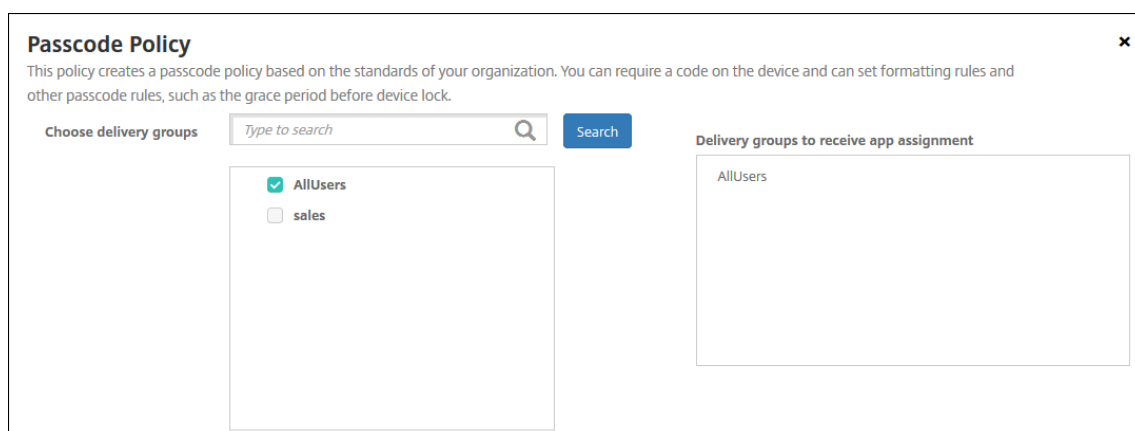 Passcode Policy
This policy creates a passcode policy based on the standards of your organization. You can require a code on the device and can set formatting rules and
other passcode rules, such as the grace period before device lock.
Choose delivery groups
Type to search
Search
AllUsers
sales
Delivery groups to receive app assignment
AllUsers